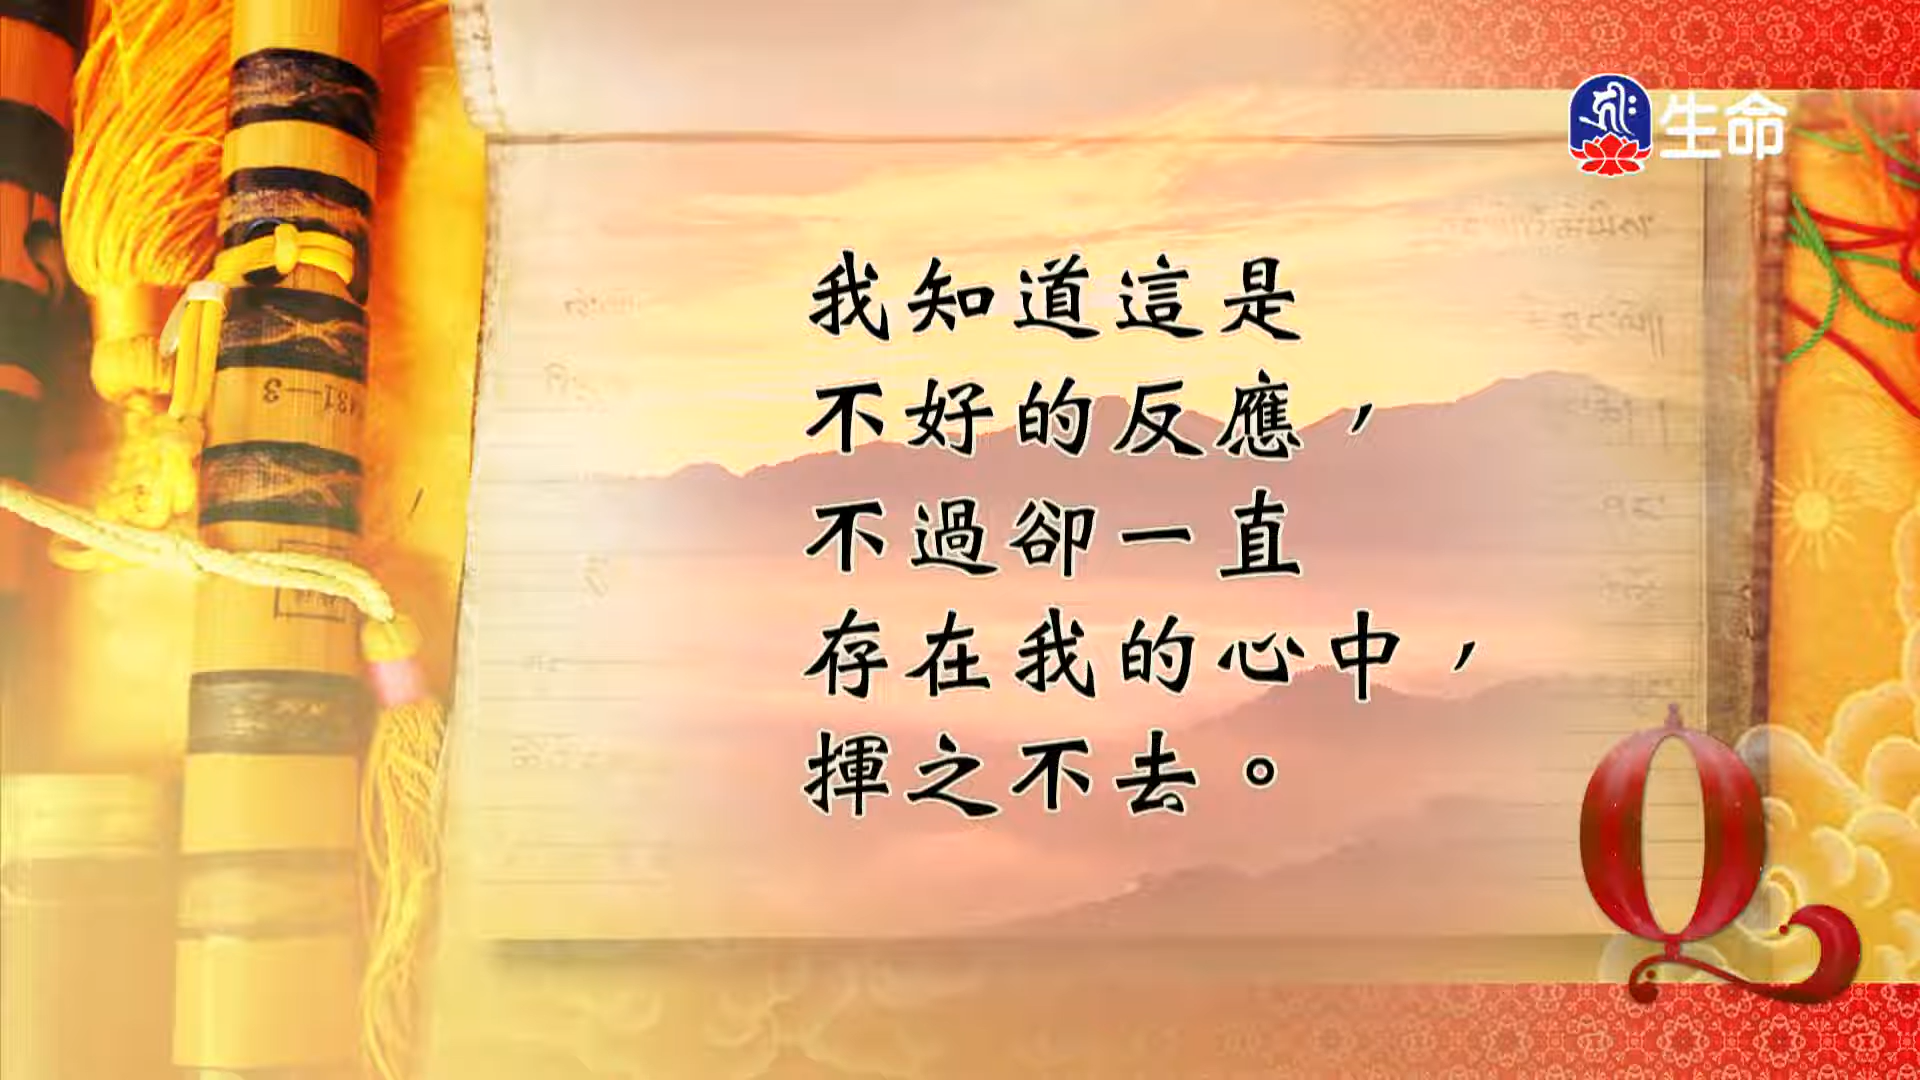 生命
我知道這是
不好的反應，
不過卻一直
存在我的心中，
揮之不去。
Q